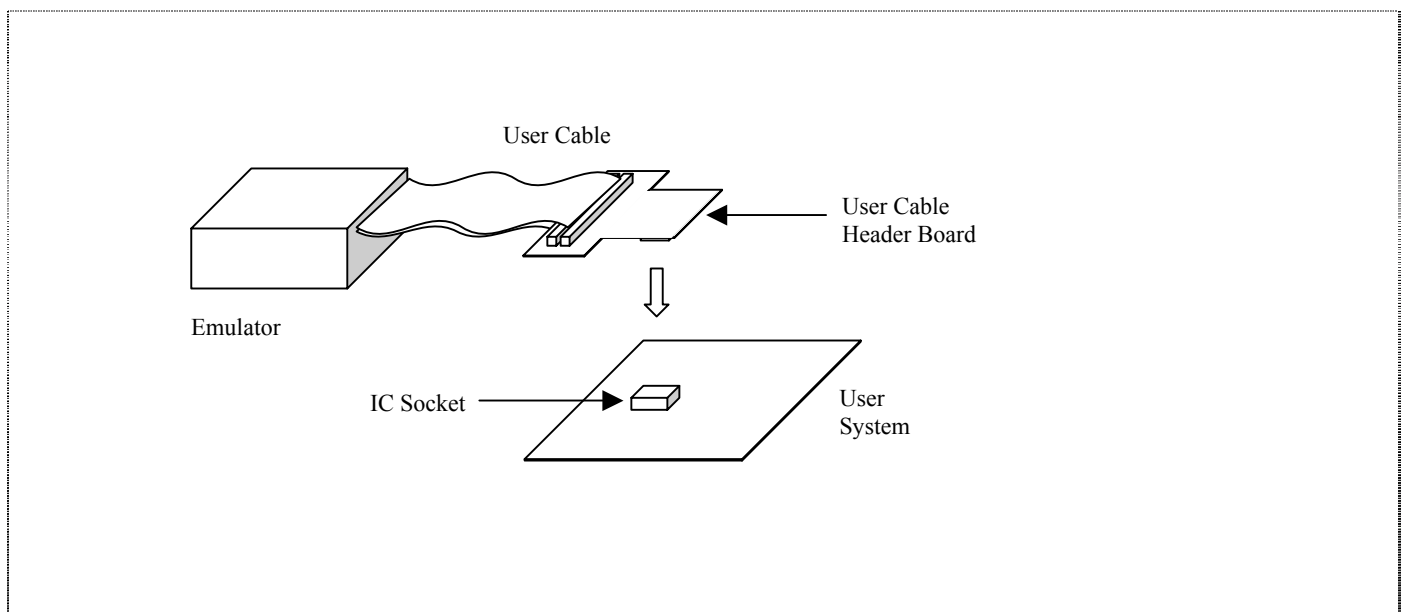 User Cable
User Cable
Header Board
Emulator
IC Socket
User
System